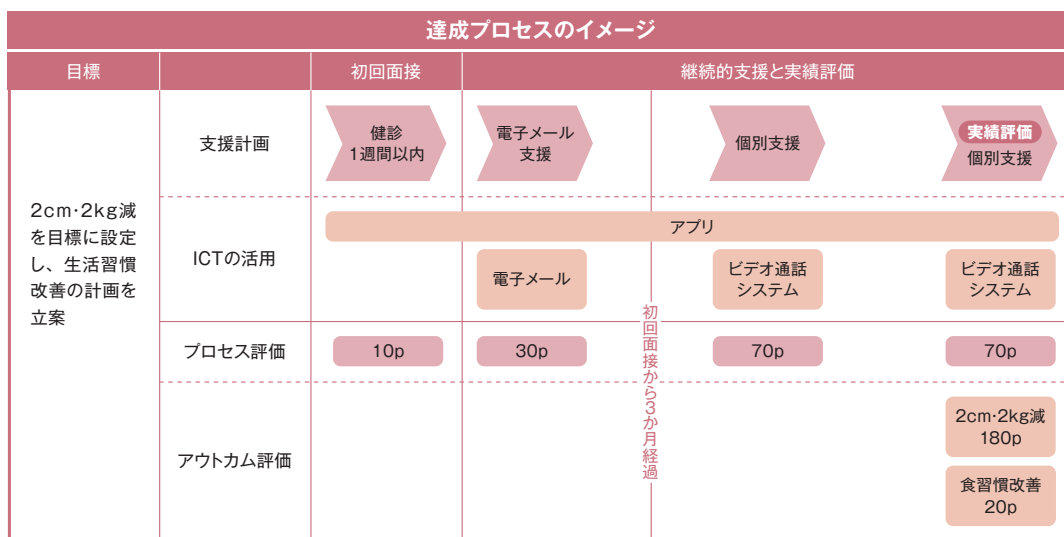 達成プロセスのイメージ
目標
初回面接
継続的支援と実績評価
2cm・2kg減
を目標に設定
し、生活習慣
改善の計画を
立案
支援計画
健診
1週間以内
電子メール
支援
個別支援
実績評価
個別支援
ICTの活用
アプリ
電子メール
ビデオ通話
システム
ビデオ通話
システム
初回面接から3か月経過
プロセス評価
10p
30p
70p
70p
アウトカム評価
2cm・2kg減
180p
食習慣改善
20p